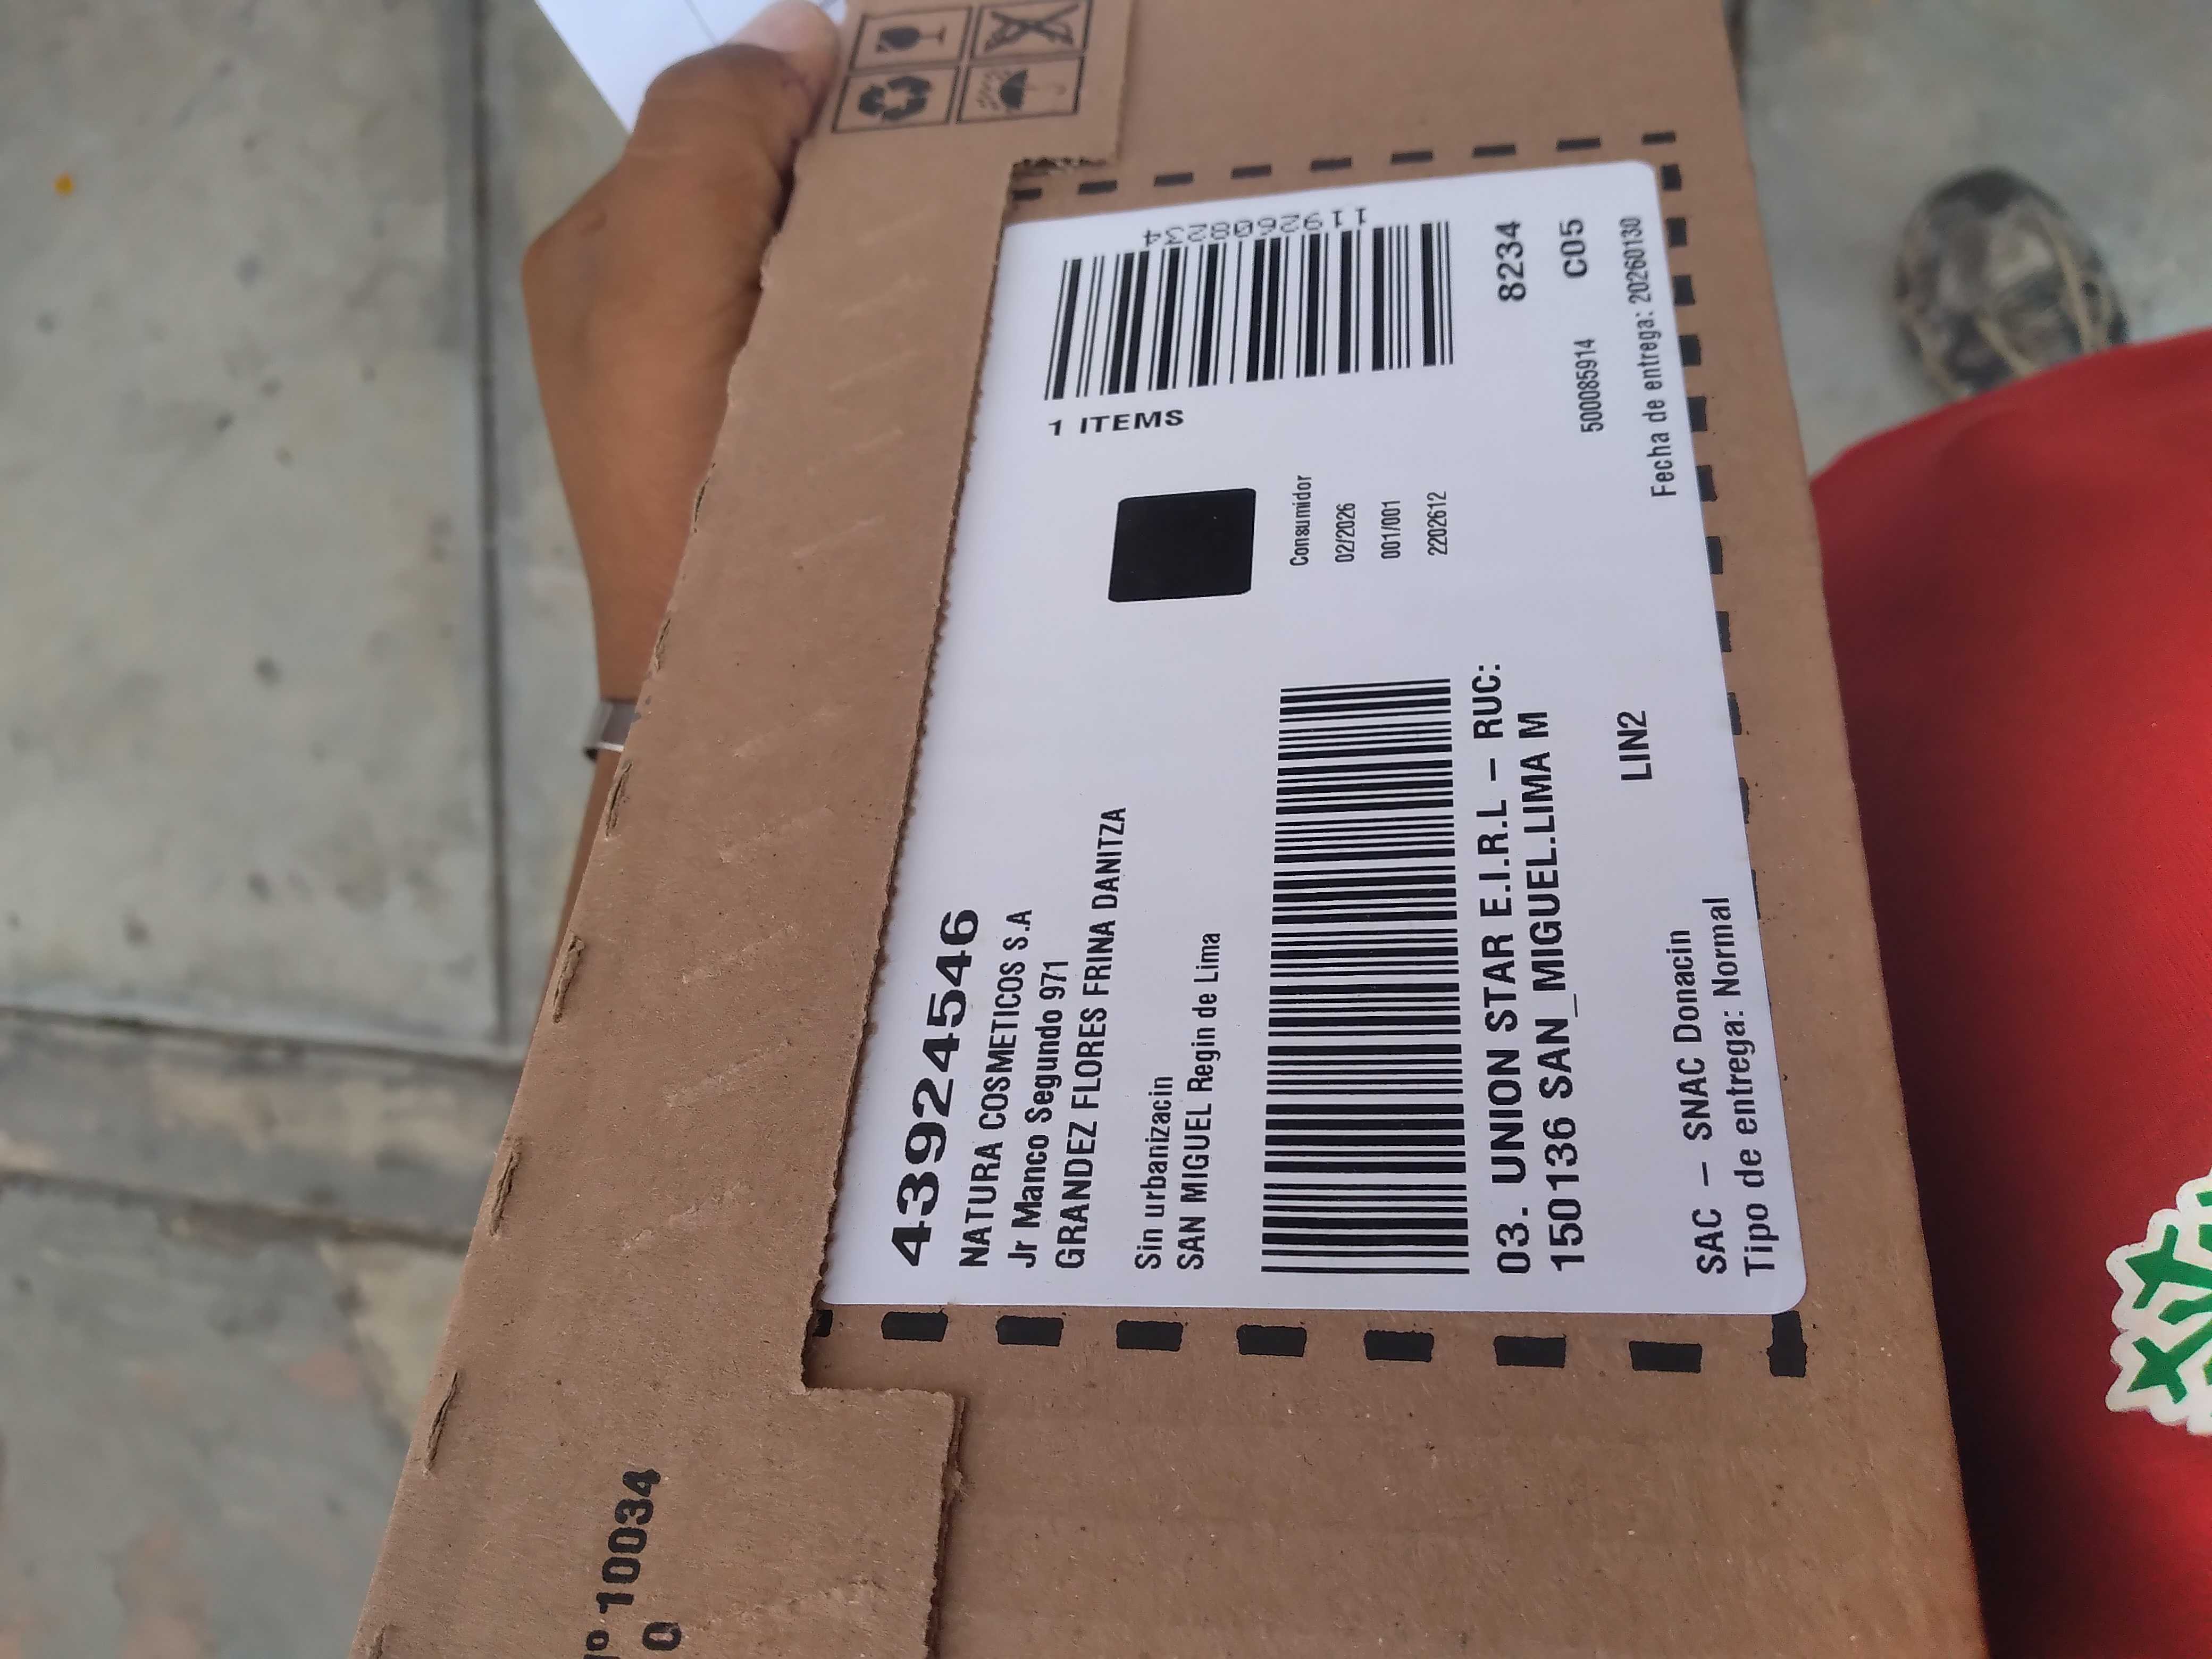 43924546
NATURA COSMETICOS S.A
Jr Manco Segundo 971
GRANDEZ FLORES FRINA DANITZA
Sin urbanizacin
SAN MIGUEL Regin de Lima
1 ITEMS
1192608234
Consumidor
02/2026
001/001
2202612
03. UNION STAR E.I.R.L – RUC:
150136 SAN_MIGUEL.LIMA M
8234
500085914
C05
LIN2
SAC – SNAC Donacin
Tipo de entrega: Normal
Fecha de entrega: 20260130
º 10034
0